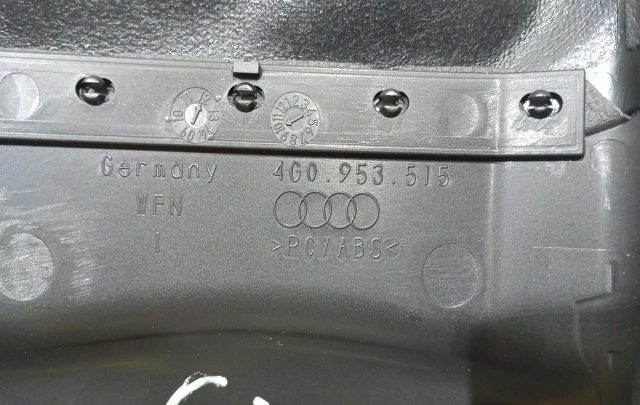 Germany 4G0.953.515
WFN
1
>PC/ABS<